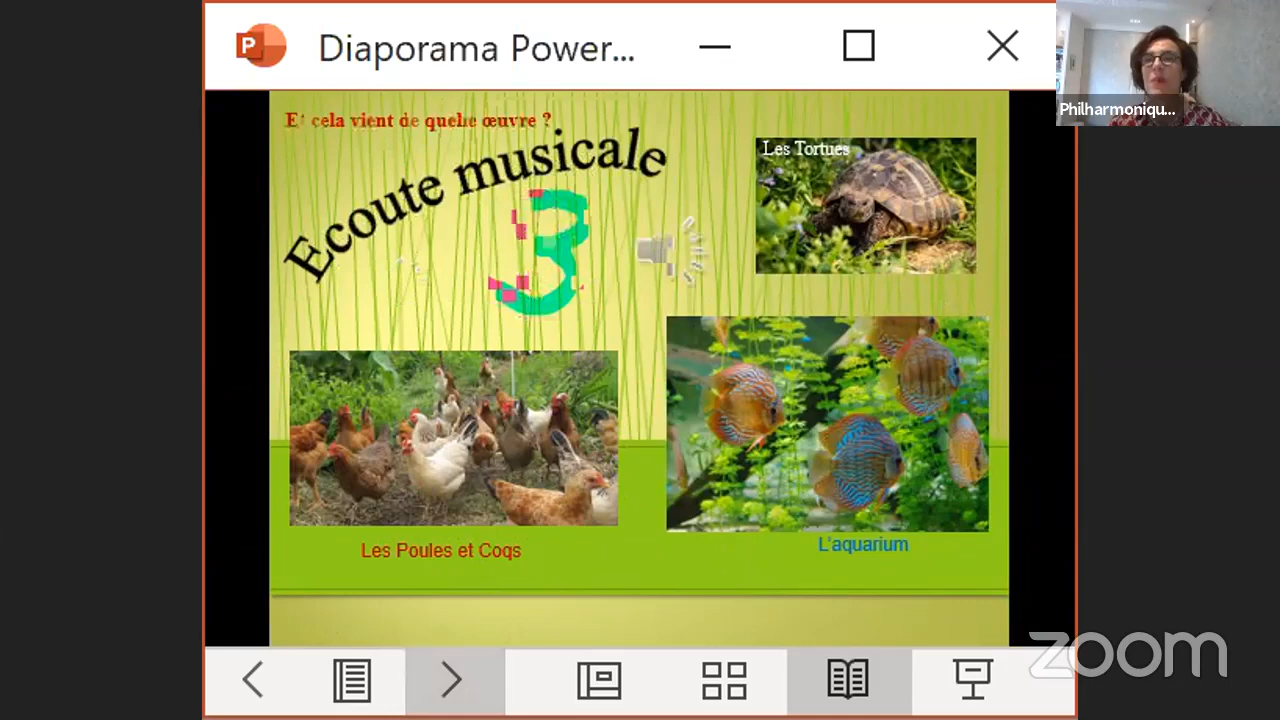 Diaporama Power...
Philharmoniqu...
Et cela vient de quelle œuvre ?
Ecoute musicale
3
Les Tortues
Les Poules et Coqs
L'aquarium
zoom